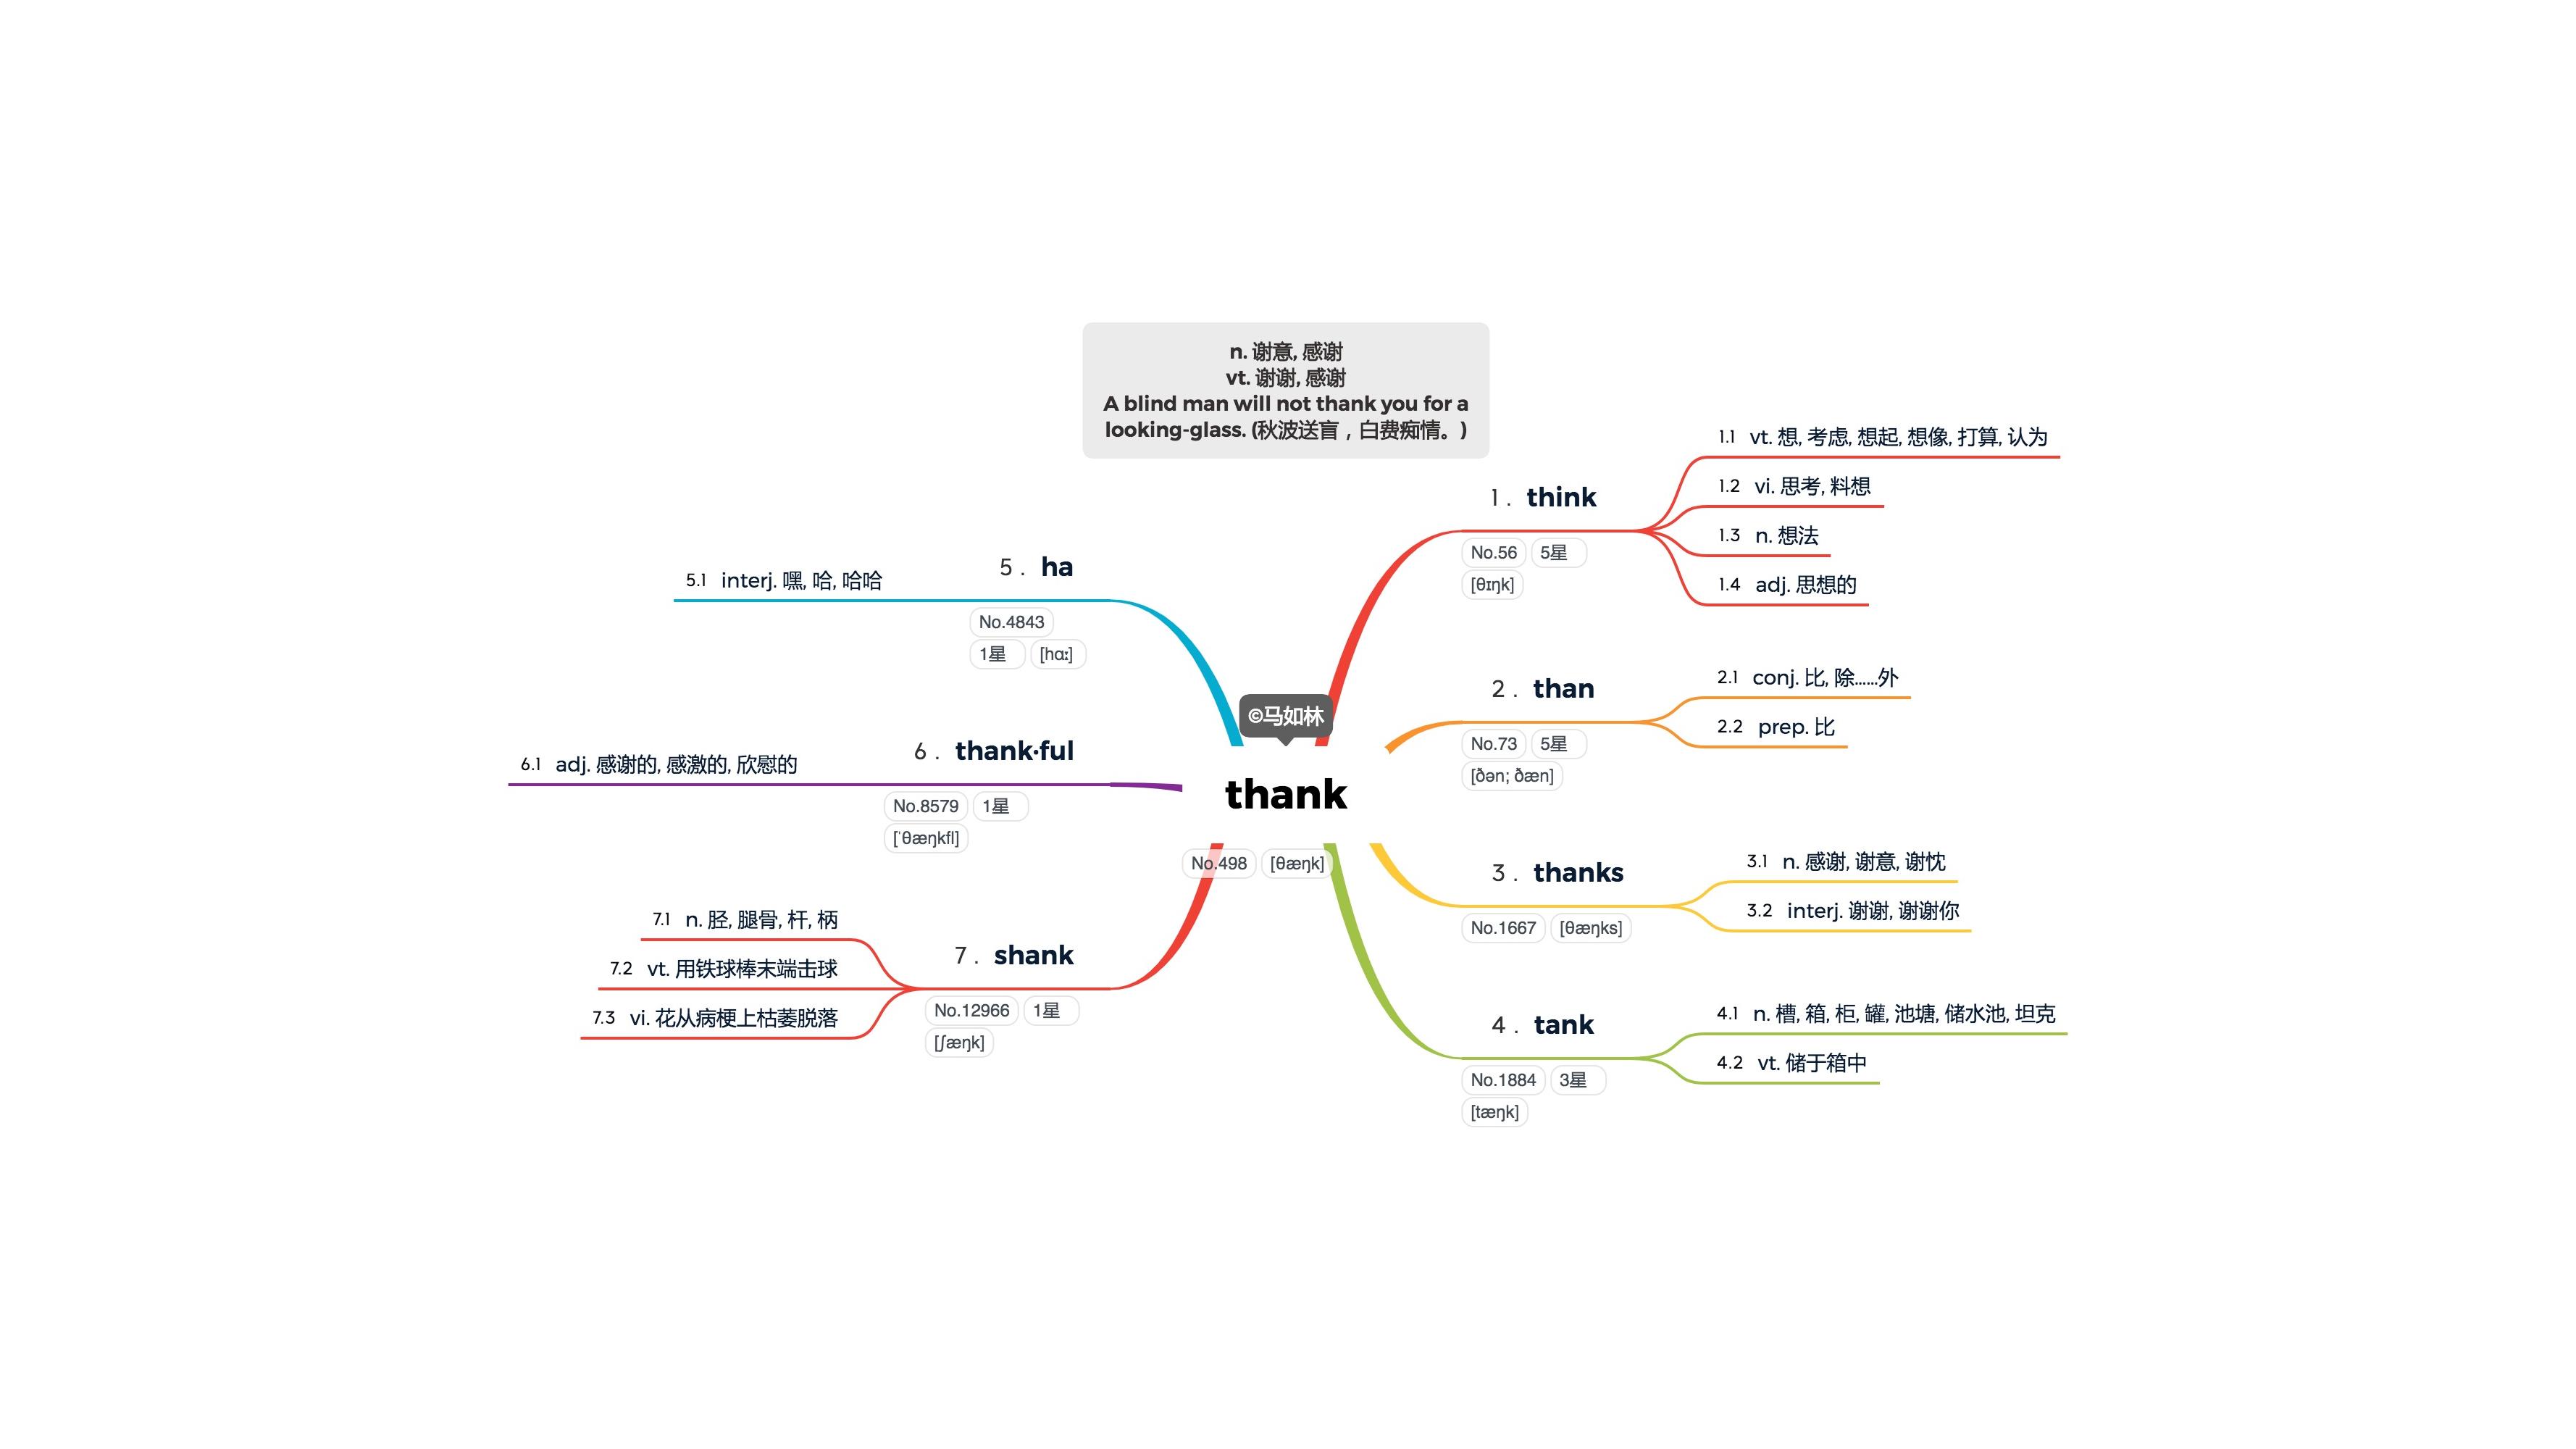 n. 谢意, 感谢
vt. 谢谢, 感谢
A blind man will not thank you for a
looking-glass. (秋波送盲，白费痴情。)
©马如林
thank
No.498 [θæŋk]
1. think
No.56 5星
[θɪŋk]
1.1 vt. 想, 考虑, 想起, 想像, 打算, 认为
1.2 vi. 思考, 料想
1.3 n. 想法
1.4 adj. 思想的
2. than
No.73 5星
[ðən; ðæn]
2.1 conj. 比, 除……外
2.2 prep. 比
3. thanks
No.1667 [θæŋks]
3.1 n. 感谢, 谢意, 谢忱
3.2 interj. 谢谢, 谢谢你
4. tank
No.1884 3星
[tæŋk]
4.1 n. 槽, 箱, 柜, 罐, 池塘, 储水池, 坦克
4.2 vt. 储于箱中
5. ha
No.4843
1星 [hɑː]
5.1 interj. 嘿, 哈, 哈哈
6. thank·ful
No.8579 1星
[ˈθæŋkfl]
6.1 adj. 感谢的, 感激的, 欣慰的
7. shank
No.12966 1星
[ʃæŋk]
7.1 n. 胫, 腿骨, 杆, 柄
7.2 vt. 用铁球棒末端击球
7.3 vi. 花从病梗上枯萎脱落